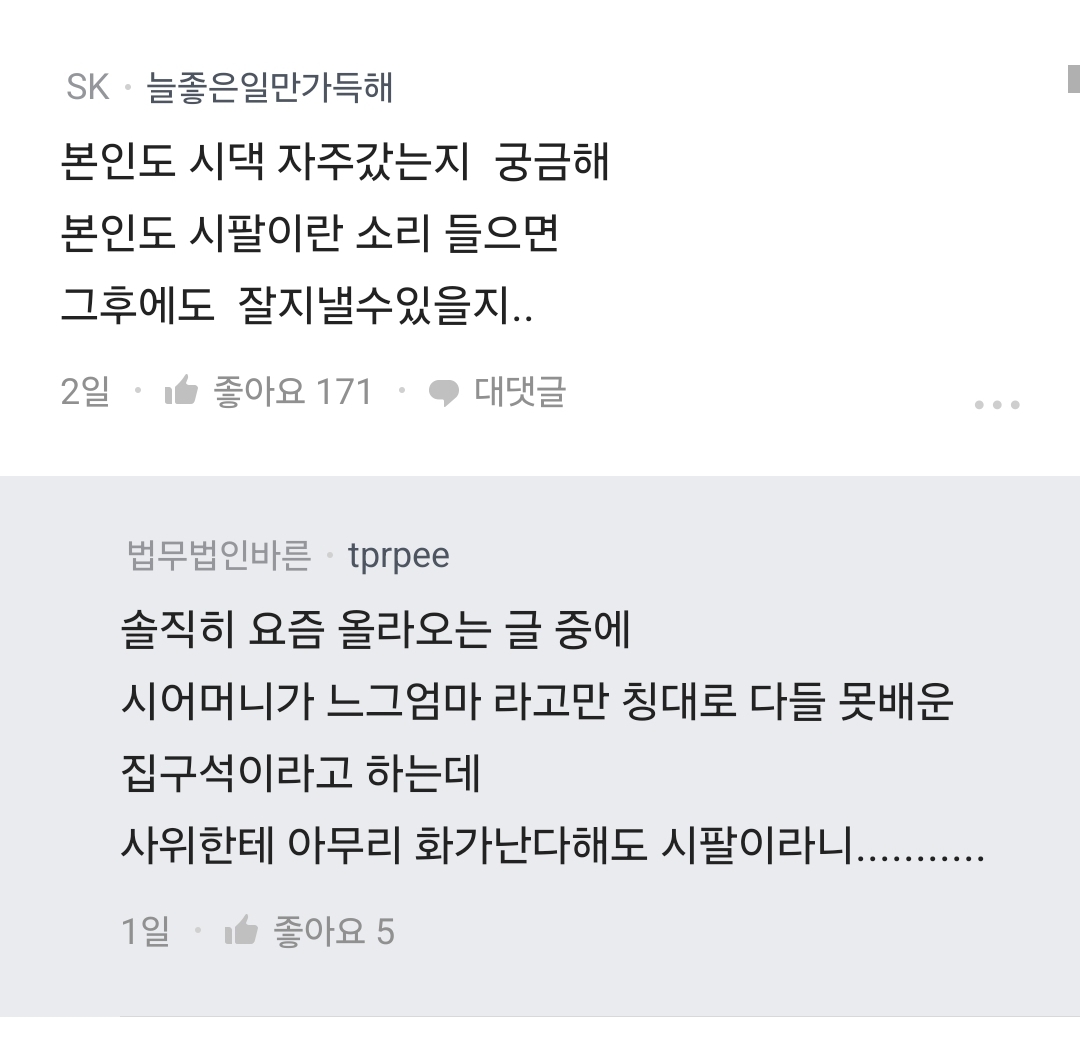 SK · 늘좋은일만가득해
본인도 시댁 자주갔는지  궁금해
본인도 시팔이란 소리 들으면
그후에도  잘지낼수있을지..
2일 · 좋아요 171 · 대댓글
법무법인바른 · tprpee
솔직히 요즘 올라오는 글 중에
시어머니가 느그엄마 라고만 칭대로 다들 못배운
집구석이라고 하는데
사위한테 아무리 화가난다해도 시팔이라니...........
1일 · 좋아요 5